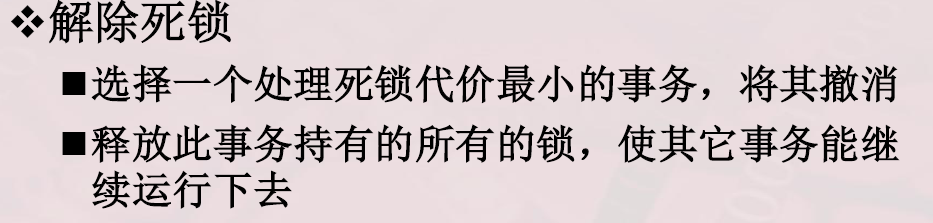 ❖解除死锁
■选择一个处理死锁代价最小的事务，将其撤消
■释放此事务持有的所有的锁，使其它事务能继
续运行下去